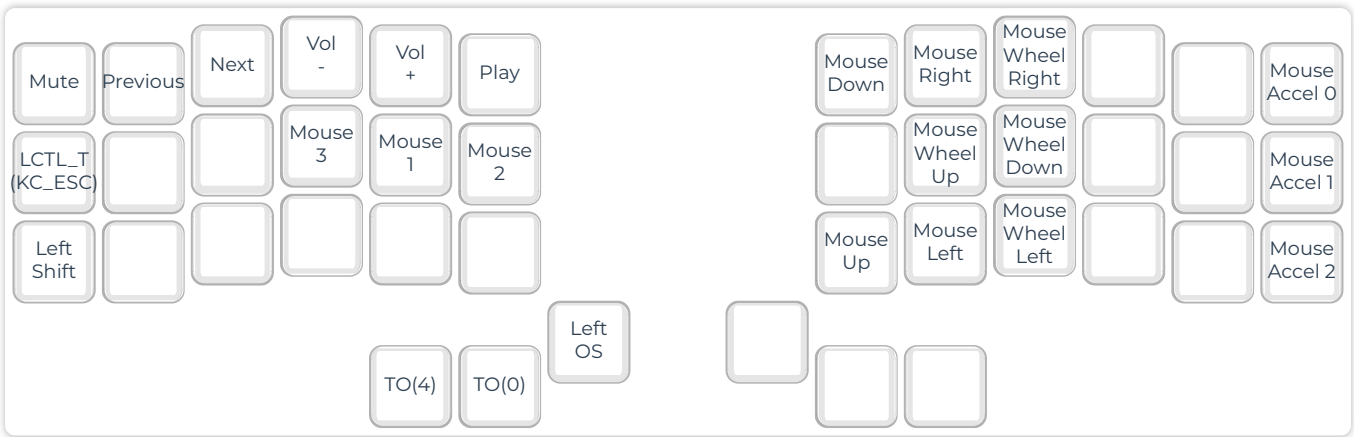 Mute
Previous
Next
Vol
-
Vol
+
Play
Mouse
Down
Mouse
Right
Mouse
Wheel
Right
Mouse
Accel 0
LCTL_T
(KC_ESC)
Mouse
3
Mouse
1
Mouse
2
Mouse
Wheel
Up
Mouse
Wheel
Down
Mouse
Accel 1
Left
Shift
Mouse
Up
Mouse
Left
Mouse
Wheel
Left
Mouse
Accel 2
Left
OS
TO(4)
TO(0)